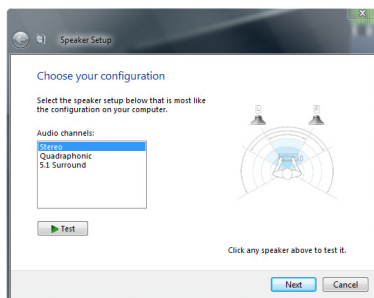 Speaker Setup
Choose your configuration
Select the speaker setup below that is most like
the configuration on your computer.
Audio channels:
Stereo
Quadraphonic
5.1 Surround
Test
L
R
Click any speaker above to test it.
Next
Cancel